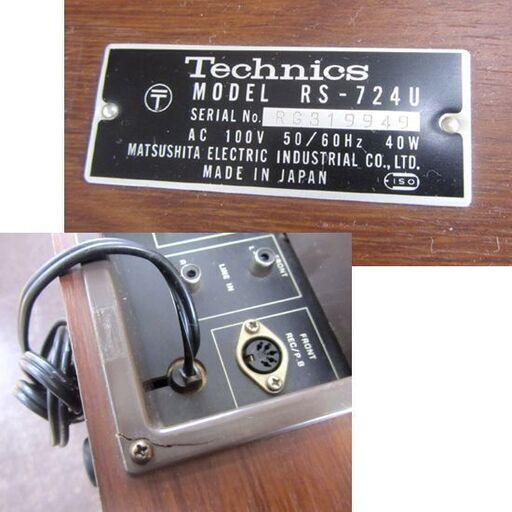 Technics
MODEL RS-724U
SERIAL No. RG319949
AC 100V 50/60Hz 40W
MATSUSHITA ELECTRIC INDUSTRIAL CO., LTD.
MADE IN JAPAN
ISO
R
LINE IN
L
FRONT
FRONT
REC/P.B